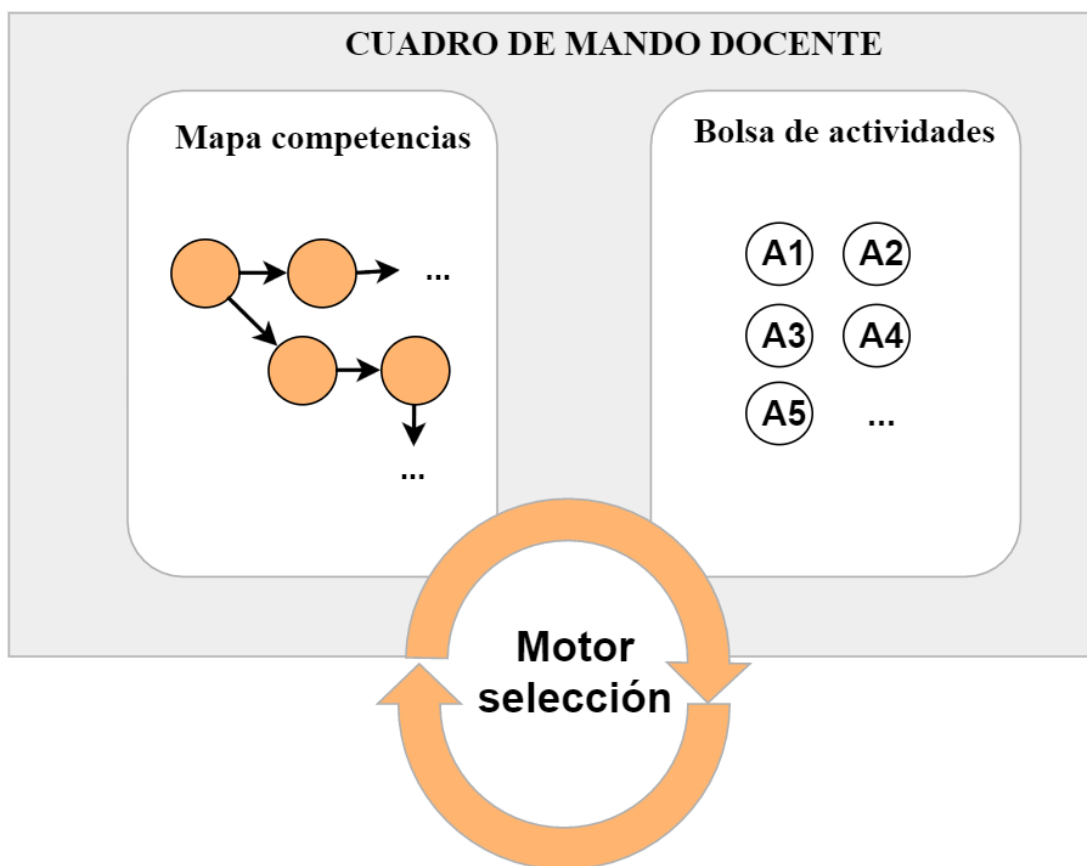 CUADRO DE MANDO DOCENTE
Mapa competencias
...
...
Bolsa de actividades
A1 A2
A3 A4
A5 ...
Motor
selección